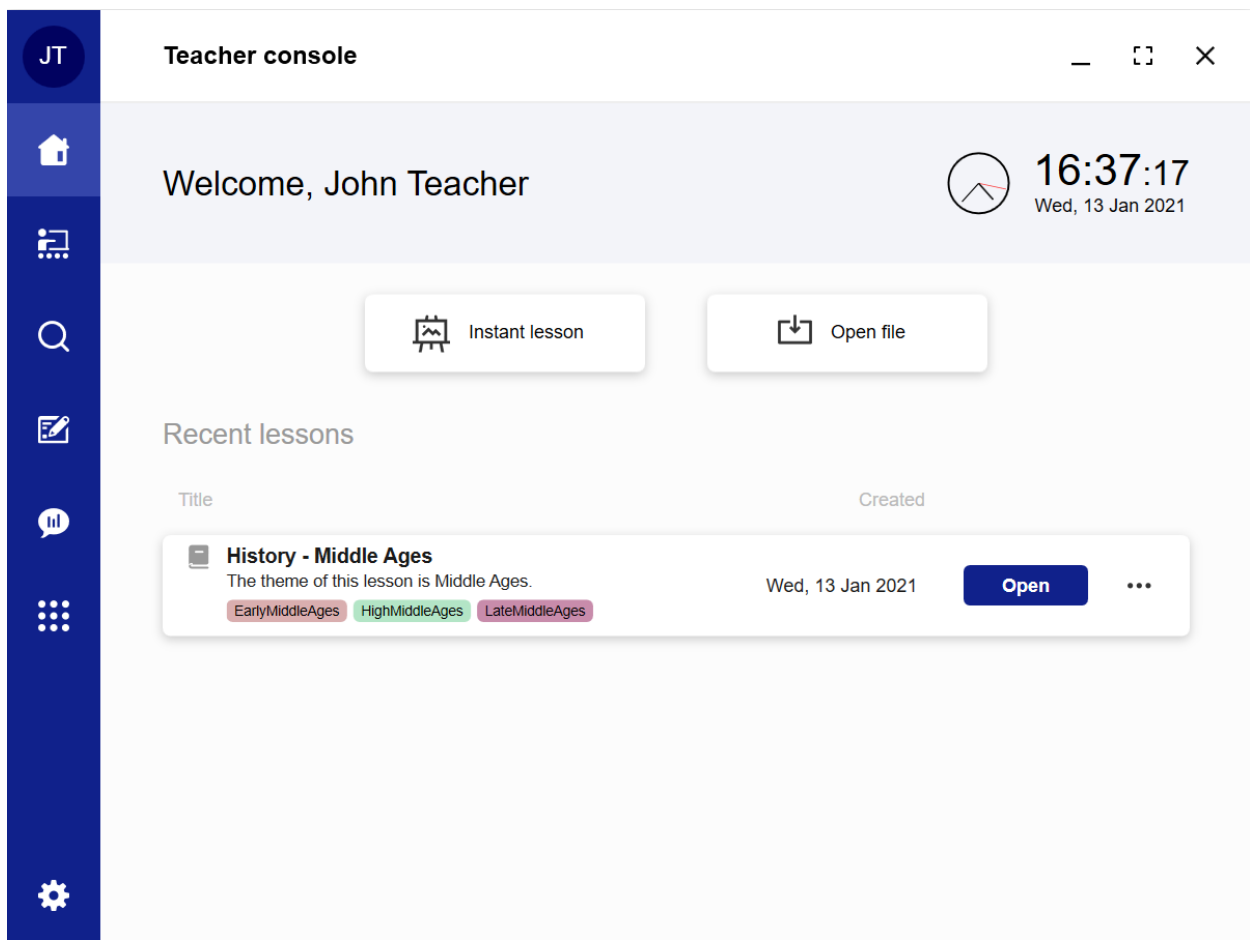 JT
Teacher console
Welcome, John Teacher
16:37:17
Wed, 13 Jan 2021
Instant lesson
Open file
Recent lessons
Title Created
History - Middle Ages
The theme of this lesson is Middle Ages.
EarlyMiddleAges HighMiddleAges LateMiddleAges
Wed, 13 Jan 2021
Open